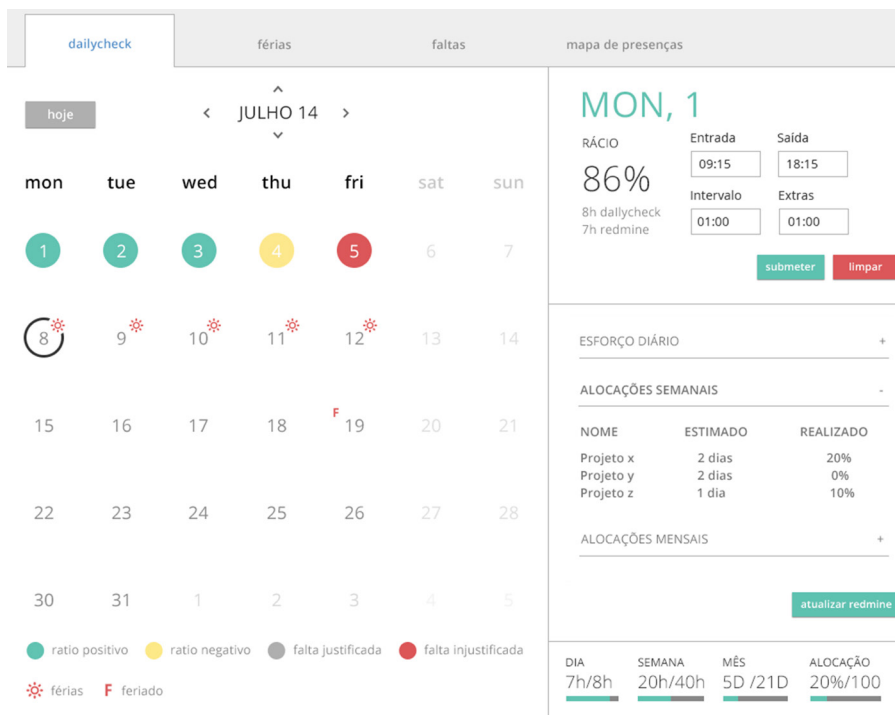 dailycheck férias faltas mapa de presenças
hoje < JULHO 14 >
mon tue wed thu fri sat sun
1 2 3 4 5 6 7
8 9 10 11 12 13 14
15 16 17 18 F 19 20 21
22 23 24 25 26 27 28
30 31 1 2 3 4 5
ratio positivo ratio negativo falta justificada falta injustificada
férias F feriado
MON, 1
RÁCIO
86%
8h dallycheck
7h redmine
Entrada Saída
09:15 18:15
Intervalo Extras
01:00 01:00
submeter limpar
ESFORÇO DIÁRIO +
ALOCAÇÕES SEMANAIS -
NOME ESTIMADO REALIZADO
Projeto x 2 dias 20%
Projeto y 2 dias 0%
Projeto z 1 dia 10%
ALOCAÇÕES MENSAIS +
atualizar redmine
DIA SEMANA MÊS ALOCAÇÃO
7h/8h 20h/40h 5D /21D 20%/100